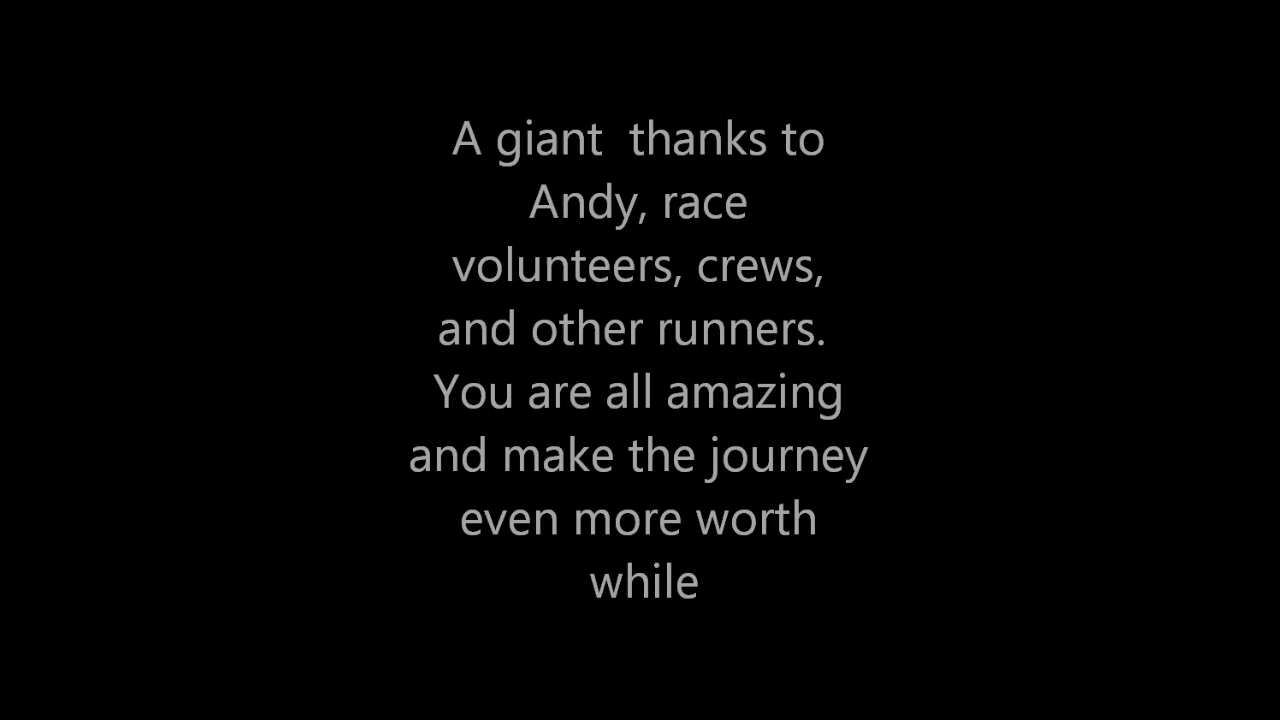 A giant  thanks to
Andy, race
volunteers, crews,
and other runners.
You are all amazing
and make the journey
even more worth
while